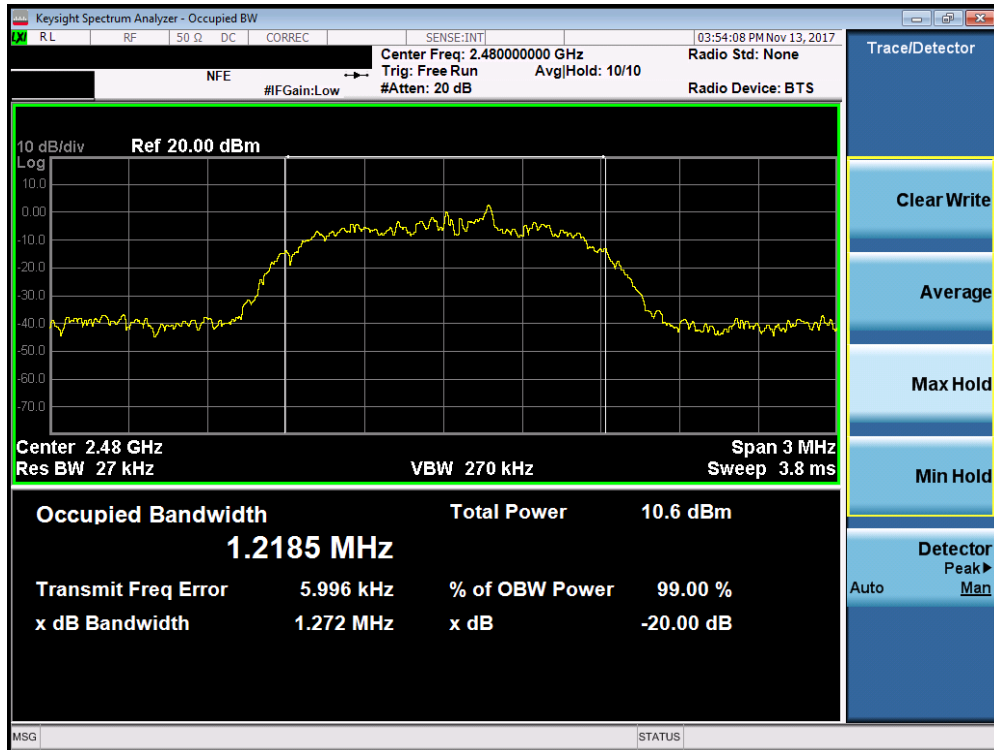 Keysight Spectrum Analyzer - Occupied BW
LXI RL RF 50 Ω DC CORREC SENSE:INT 03:54:08 PM Nov 13, 2017
Center Freq: 2.480000000 GHz Radio Std: None
NFE Trig: Free Run Avg|Hold: 10/10
#IFGain:Low #Atten: 20 dB Radio Device: BTS
Trace/Detector
10 dB/div Ref 20.00 dBm
Log
10.0
0.00
-10.0
-20.0
-30.0
-40.0
-50.0
-60.0
-70.0
Center 2.48 GHz Span 3 MHz
Res BW 27 kHz VBW 270 kHz Sweep 3.8 ms
Occupied Bandwidth Total Power 10.6 dBm
1.2185 MHz
Transmit Freq Error 5.996 kHz % of OBW Power 99.00 %
x dB Bandwidth 1.272 MHz x dB -20.00 dB
Clear Write
Average
Max Hold
Min Hold
Detector
Peak▶
Auto Man
MSG STATUS